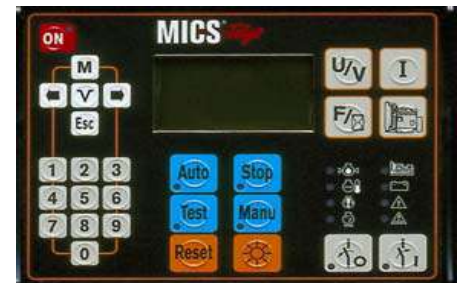 ON
MICS
M
Esc
U/V
I
F/
1 2 3
4 5 6
7 8 9
0
Auto Stop
Test Manu
Reset
O
I